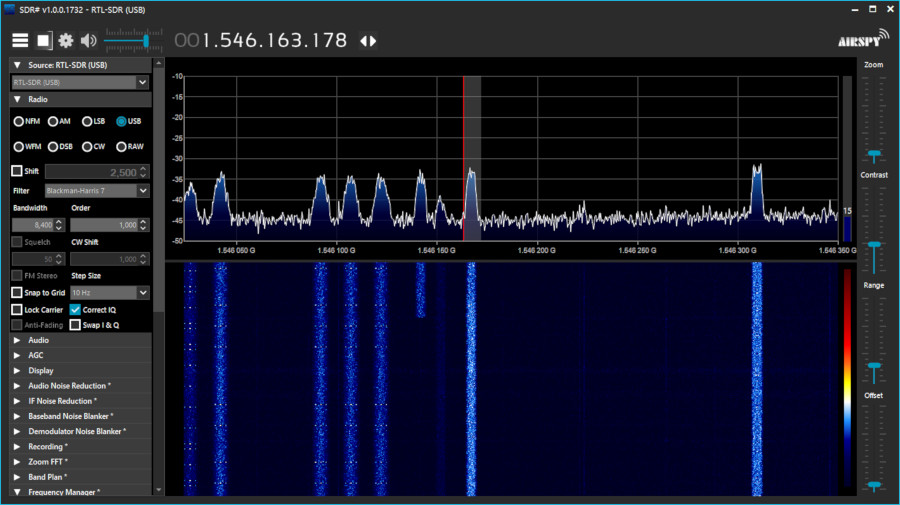 SDR# v1.0.0.1732 - RTL-SDR (USB)
001.546.163.178
AIRSPY
Source: RTL-SDR (USB)
RTL-SDR (USB)
Radio
NFM AM LSB USB
WFM DSB CW RAW
Shift 2,500
Filter Blackman-Harris 7
Bandwidth Order
8,400 1,000
Squelch CW Shift
50 1,000
FM Stereo Step Size
Snap to Grid 10 Hz
Lock Carrier Correct IQ
Anti-Fading Swap I & Q
Audio
AGC
Display
Audio Noise Reduction *
IF Noise Reduction *
Baseband Noise Blanker *
Demodulator Noise Blanker *
Recording *
Zoom FFT *
Band Plan *
Frequency Manager *
-10
-15
-20
-25
-30
-35
-40
-45
-50
15
1.546 050 G 1.546 100 G 1.546 150 G 1.546 200 G 1.546 250 G 1.546 300 G 1.546 350 G
Zoom
Contrast
Range
Offset